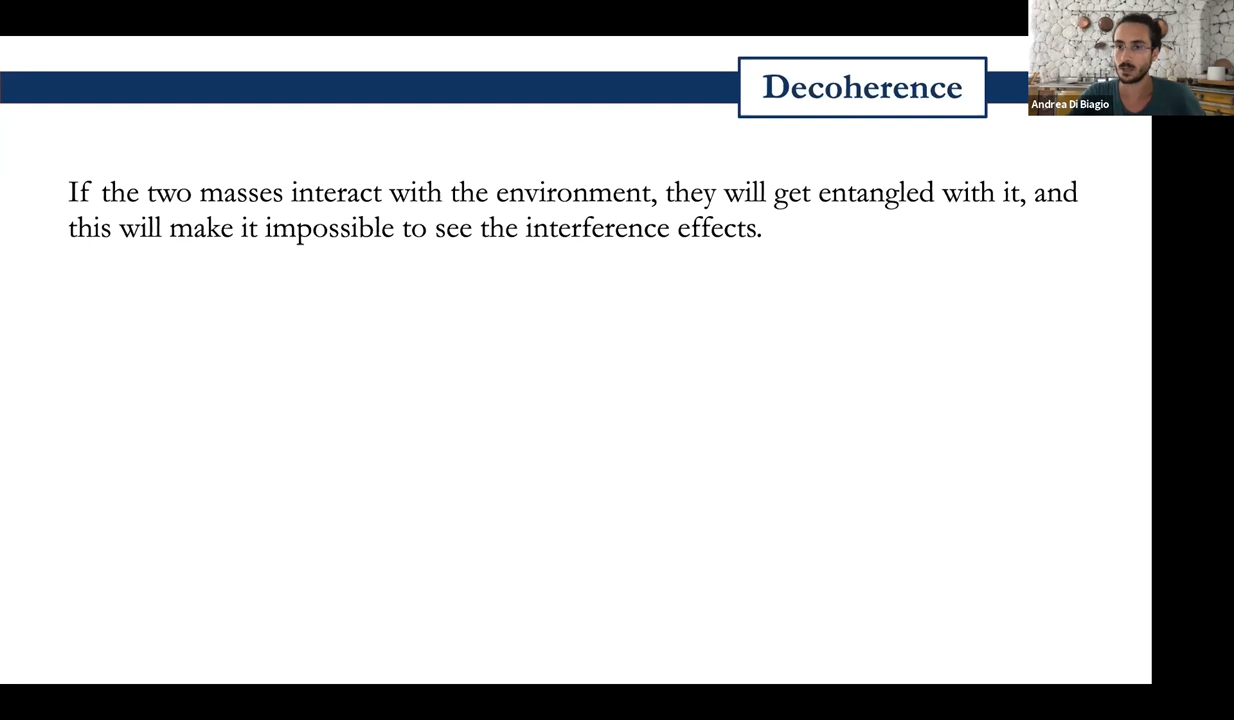 Decoherence
Andrea Di Biagio
If the two masses interact with the environment, they will get entangled with it, and
this will make it impossible to see the interference effects.